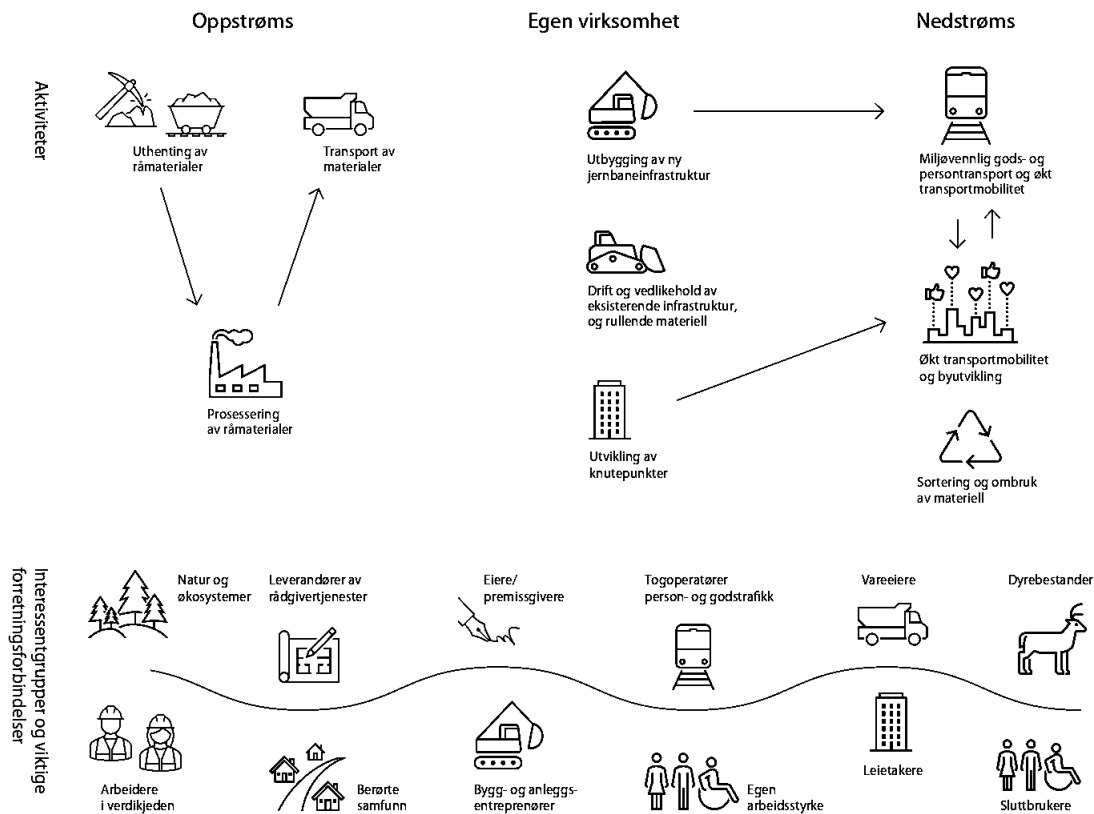 Oppstrøms
Egen virksomhet
Nedstrøms
Aktiviteter
Uthenting av
råmaterialer
Transport av
materialer
Prosessering
av råmaterialer
Utbygging av ny
jernbaneinfrastruktur
Drift og vedlikehold av
eksisterende infrastruktur,
og rullende materiell
Utvikling av
knutepunkter
Miljøvennlig gods- og
persontransport og økt
transportmobilitet
Økt transportmobilitet
og byutvikling
Sortering og ombruk
av materiell
Interessentgrupper og viktige
forretningsforbindelser
Natur og
økosystemer
Leverandører av
rådgivertjenester
Eiere/
premissgivere
Togoperatører
person- og godstrafikk
Vareeiere
Dyrebestander
Arbeidere
i verdikjeden
Berørte
samfunn
Bygg- og anleggs-
entreprenører
Egen
arbeidsstyrke
Leietakere
Sluttbrukere